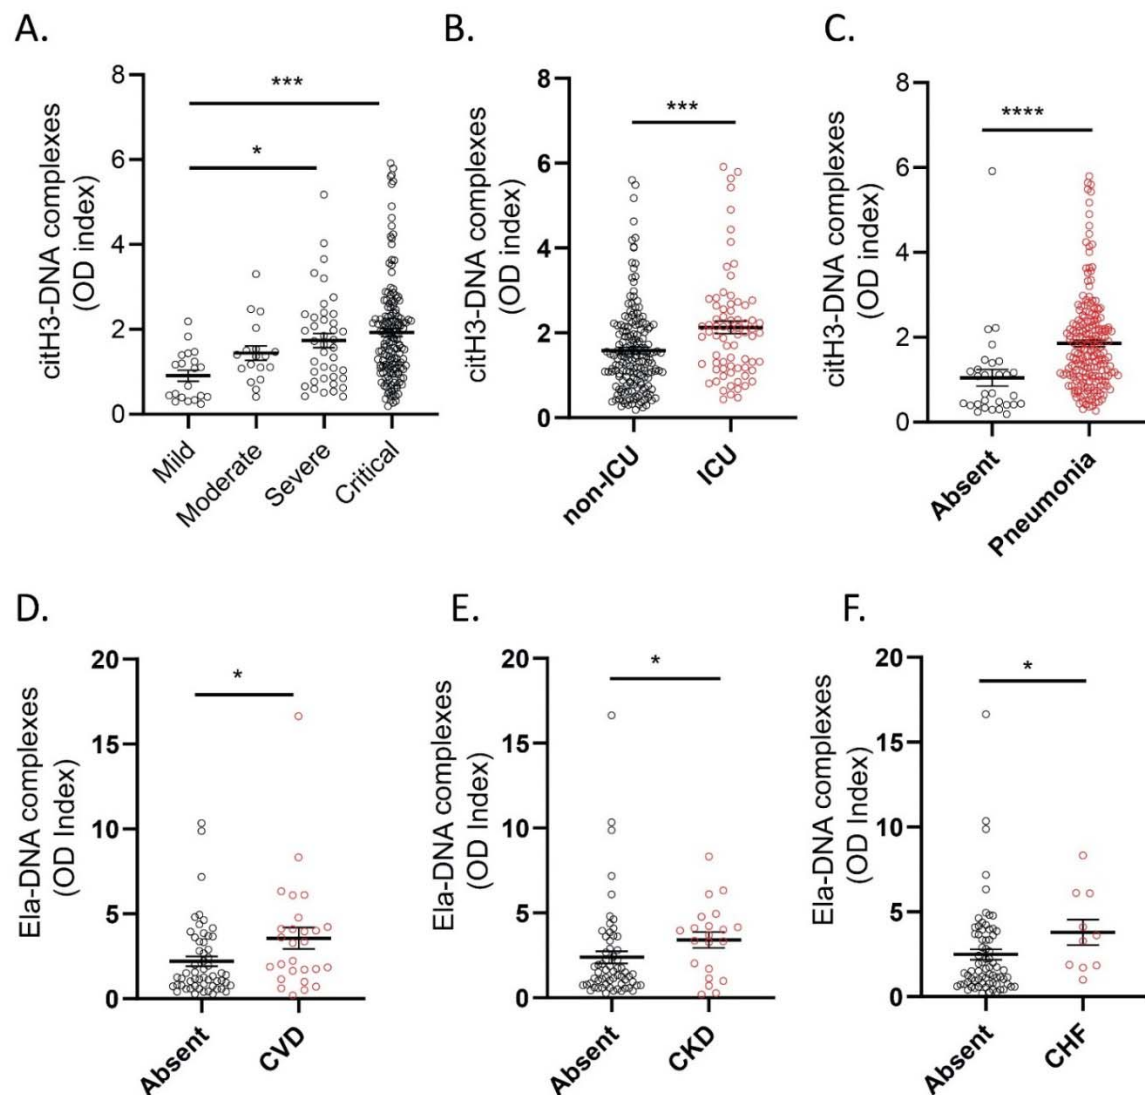 A.
citH3-DNA complexes
(OD index)
8
6
4
2
0
***
*
Mild
Moderate
Severe
Critical
B.
citH3-DNA complexes
(OD index)
8
6
4
2
0
***
non-ICU
ICU
C.
citH3-DNA complexes
(OD index)
8
6
4
2
0
****
Absent
Pneumonia
D.
Ela-DNA complexes
(OD Index)
20
15
10
5
0
*
Absent
CVD
E.
Ela-DNA complexes
(OD Index)
20
15
10
5
0
*
Absent
CKD
F.
Ela-DNA complexes
(OD Index)
20
15
10
5
0
*
Absent
CHF